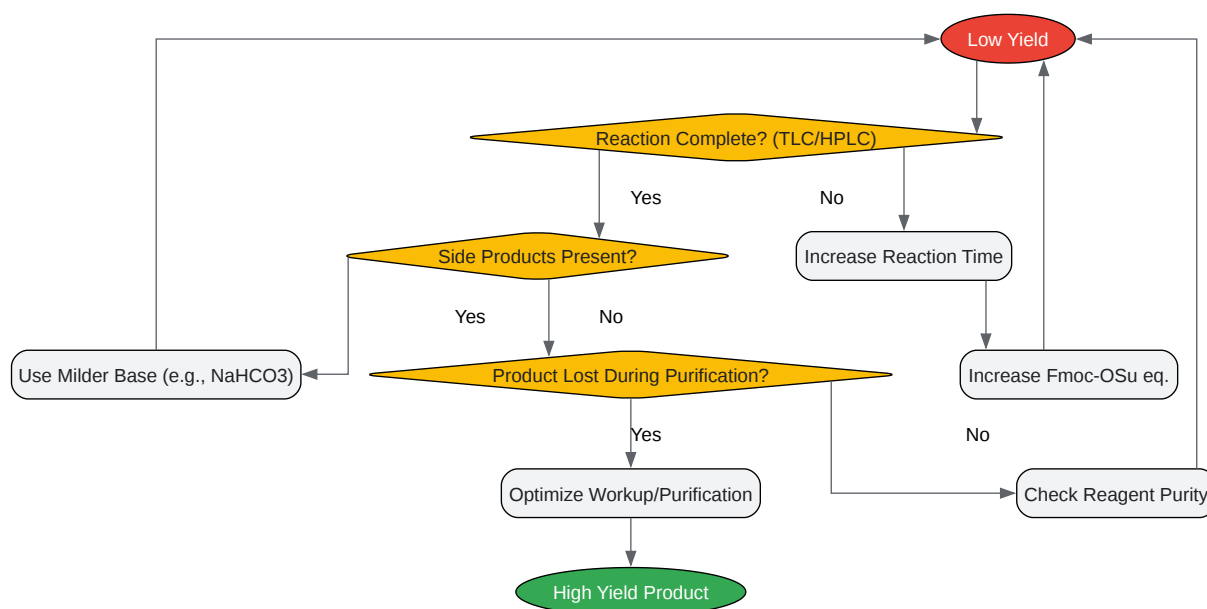 Low Yield
Reaction Complete? (TLC/HPLC)
Yes
No
Side Products Present?
Increase Reaction Time
Yes
No
Use Milder Base (e.g., NaHCO3)
Product Lost During Purification?
Increase Fmoc-OSu eq.
Yes
No
Optimize Workup/Purification
Check Reagent Purity
High Yield Product